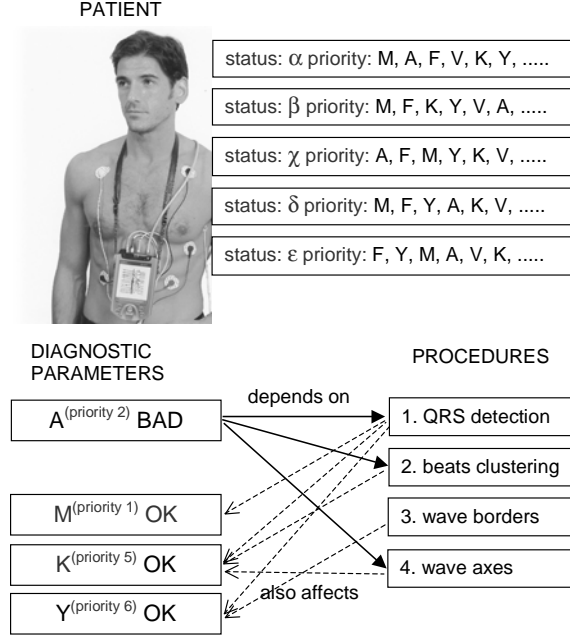 PATIENT
status: α priority: M, A, F, V, K, Y, .....
status: β priority: M, F, K, Y, V, A, .....
status: χ priority: A, F, M, Y, K, V, .....
status: δ priority: M, F, Y, A, K, V, .....
status: ε priority: F, Y, M, A, V, K, .....
DIAGNOSTIC
PARAMETERS
PROCEDURES
depends on
A(priority 2) BAD
1. QRS detection
2. beats clustering
M(priority 1) OK
3. wave borders
K(priority 5) OK
4. wave axes
also affects
Y(priority 6) OK